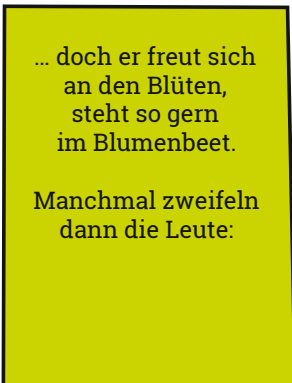 ... doch er freut sich
an den Blüten,
steht so gern
im Blumenbeet.
Manchmal zweifeln
dann die Leute: